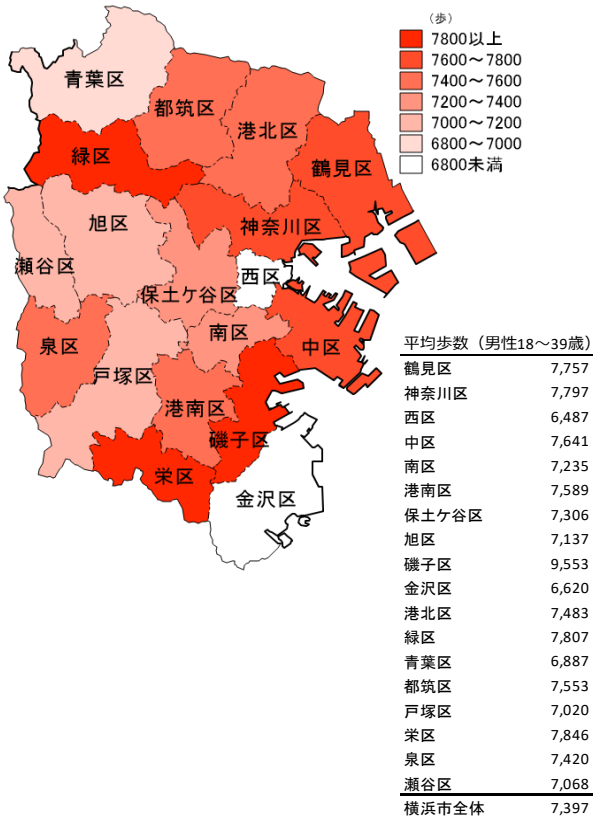 （歩）
7800以上
7600～7800
7400～7600
7200～7400
7000～7200
6800～7000
6800未満
青葉区
都筑区
港北区
緑区
鶴見区
旭区
神奈川区
瀬谷区
西区
保土ケ谷区
泉区
南区
中区
戸塚区
港南区
磯子区
栄区
金沢区
平均歩数（男性18～39歳）
鶴見区 7,757
神奈川区 7,797
西区 6,487
中区 7,641
南区 7,235
港南区 7,589
保土ケ谷区 7,306
旭区 7,137
磯子区 9,553
金沢区 6,620
港北区 7,483
緑区 7,807
青葉区 6,887
都筑区 7,553
戸塚区 7,020
栄区 7,846
泉区 7,420
瀬谷区 7,068
横浜市全体 7,397